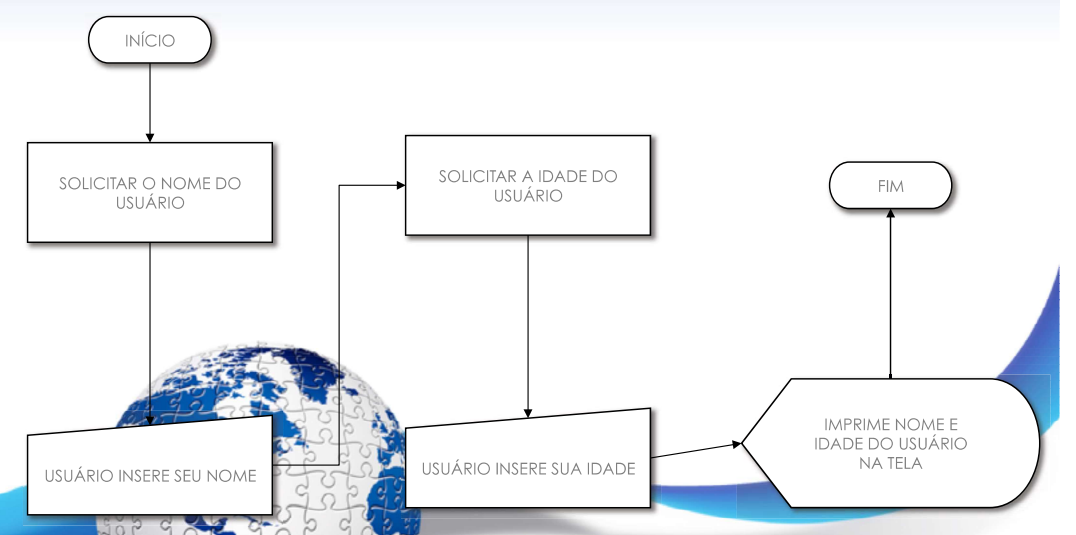 INÍCIO
SOLICITAR O NOME DO
USUÁRIO
USUÁRIO INSERE SEU NOME
SOLICITAR A IDADE DO
USUÁRIO
USUÁRIO INSERE SUA IDADE
IMPRIME NOME E
IDADE DO USUÁRIO
NA TELA
FIM